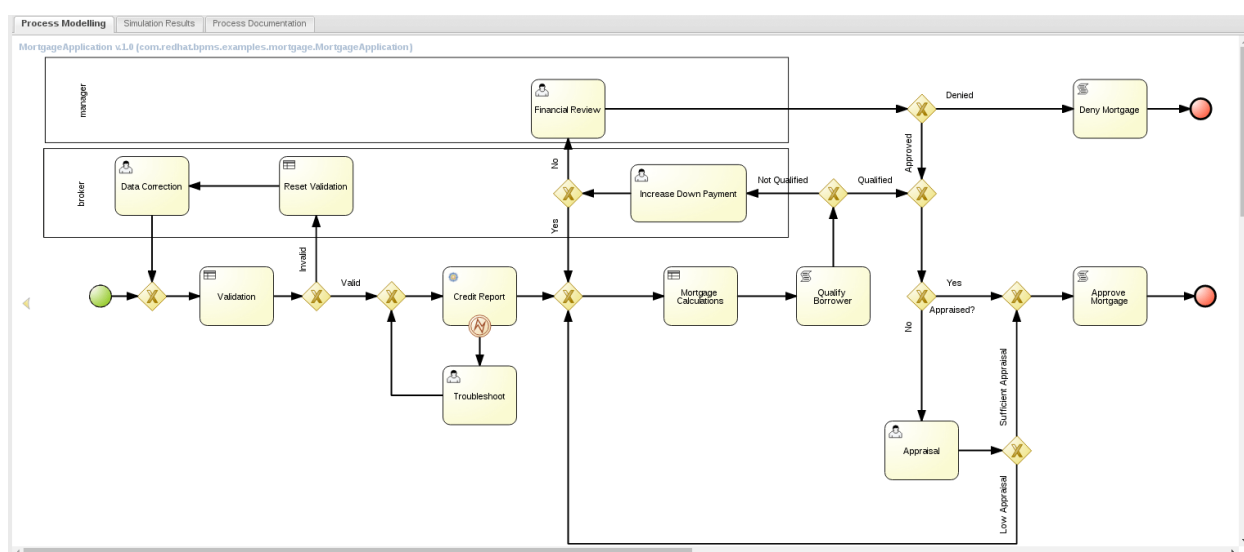 Process Modelling
Simulation Results
Process Documentation
MortgageApplication v.1.0 (com.redhat.bpms.examples.mortgage.MortgageApplication)
manager
Financial Review
Denied
Deny Mortgage
Approved
broker
Data Correction
Reset Validation
No
Increase Down Payment
Not Qualified
Qualified
Yes
Invalid
Validation
Valid
Credit Report
Mortgage
Calculations
Qualify
Borrower
Yes
Appraised?
Approve
Mortgage
No
Troubleshoot
Sufficient Appraisal
Appraisal
Low Appraisal